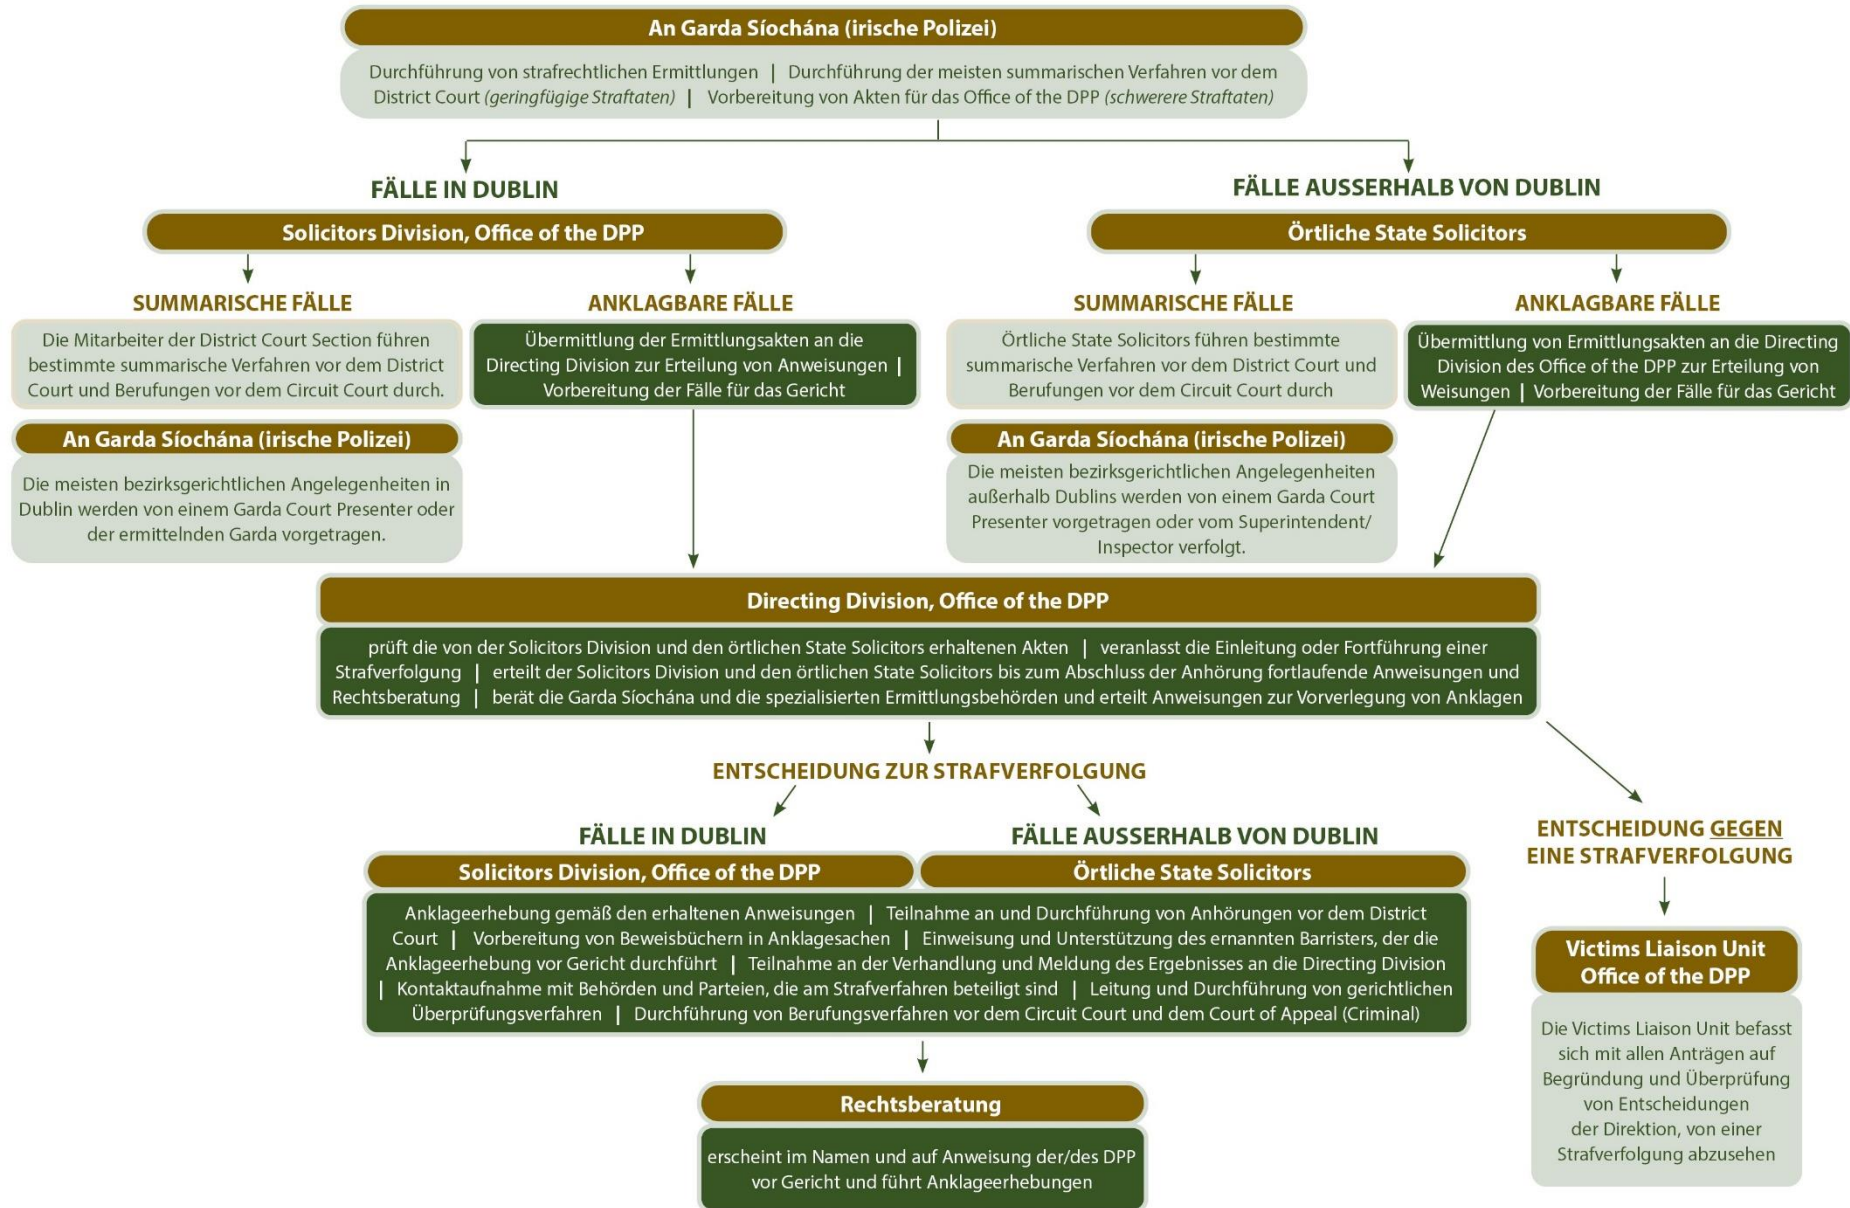 An Garda Síochána (irische Polizei)
Durchführung von strafrechtlichen Ermittlungen | Durchführung der meisten summarischen Verfahren vor dem
District Court (geringfügige Straftaten) | Vorbereitung von Akten für das Office of the DPP (schwerere Straftaten)
FÄLLE IN DUBLIN
Solicitors Division, Office of the DPP
SUMMARISCHE FÄLLE
Die Mitarbeiter der District Court Section führen
bestimmte summarische Verfahren vor dem District
Court und Berufungen vor dem Circuit Court durch.
An Garda Síochána (irische Polizei)
Die meisten bezirksgerichtlichen Angelegenheiten in
Dublin werden von einem Garda Court Presenter oder
der ermittelnden Garda vorgetragen.
ANKLAGBARE FÄLLE
Übermittlung der Ermittlungsakten an die
Directing Division zur Erteilung von Anweisungen |
Vorbereitung der Fälle für das Gericht
FÄLLE AUSSERHALB VON DUBLIN
Örtliche State Solicitors
SUMMARISCHE FÄLLE
Örtliche State Solicitors führen bestimmte
summarische Verfahren vor dem District Court und
Berufungen vor dem Circuit Court durch
An Garda Síochána (irische Polizei)
Die meisten bezirksgerichtlichen Angelegenheiten
außerhalb Dublins werden von einem Garda Court
Presenter vorgetragen oder vom Superintendent/
Inspector verfolgt.
ANKLAGBARE FÄLLE
Übermittlung von Ermittlungsakten an die Directing
Division des Office of the DPP zur Erteilung von
Weisungen | Vorbereitung der Fälle für das Gericht
Directing Division, Office of the DPP
prüft die von der Solicitors Division und den örtlichen State Solicitors erhaltenen Akten | veranlasst die Einleitung oder Fortführung einer
Strafverfolgung | erteilt der Solicitors Division und den örtlichen State Solicitors bis zum Abschluss der Anhörung fortlaufende Anweisungen und
Rechtsberatung | berät die Garda Síochána und die spezialisierten Ermittlungsbehörden und erteilt Anweisungen zur Vorverlegung von Anklagen
ENTSCHEIDUNG ZUR STRAFVERFOLGUNG
FÄLLE IN DUBLIN
Solicitors Division, Office of the DPP
FÄLLE AUSSERHALB VON DUBLIN
Örtliche State Solicitors
Anklageerhebung gemäß den erhaltenen Anweisungen | Teilnahme an und Durchführung von Anhörungen vor dem District
Court | Vorbereitung von Beweisbüchern in Anklagesachen | Einweisung und Unterstützung des ernannten Barristers, der die
Anklageerhebung vor Gericht durchführt | Teilnahme an der Verhandlung und Meldung des Ergebnisses an die Directing Division
| Kontaktaufnahme mit Behörden und Parteien, die am Strafverfahren beteiligt sind | Leitung und Durchführung von gerichtlichen
Überprüfungsverfahren | Durchführung von Berufungsverfahren vor dem Circuit Court und dem Court of Appeal (Criminal)
Rechtsberatung
erscheint im Namen und auf Anweisung der/des DPP
vor Gericht und führt Anklageerhebungen
ENTSCHEIDUNG GEGEN
EINE STRAFVERFOLGUNG
Victims Liaison Unit
Office of the DPP
Die Victims Liaison Unit befasst
sich mit allen Anträgen auf
Begründung und Überprüfung
von Entscheidungen
der Direktion, von einer
Strafverfolgung abzusehen